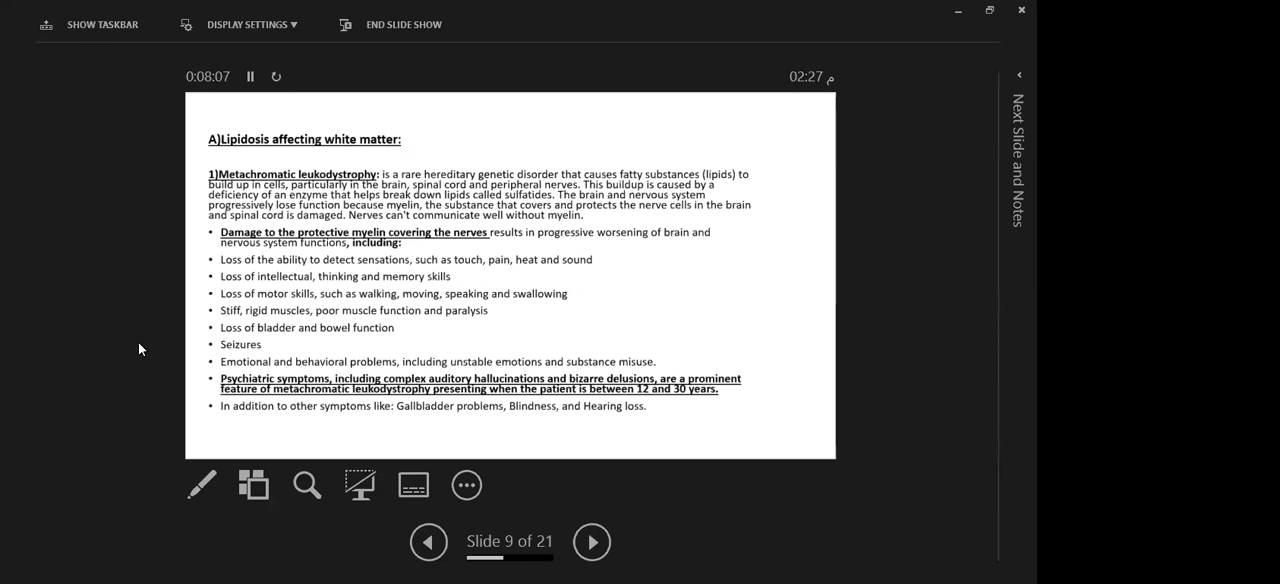 SHOW TASKBAR
DISPLAY SETTINGS ▼
END SLIDE SHOW
0:08:07
02:27 م
A)Lipidosis affecting white matter:
1)Metachromatic leukodystrophy: is a rare hereditary genetic disorder that causes fatty substances (lipids) to
build up in cells, particularly in the brain, spinal cord and peripheral nerves. This buildup is caused by a
deficiency of an enzyme that helps break down lipids called sulfatides. The brain and nervous system
progressively lose function because myelin, the substance that covers and protects the nerve cells in the brain
and spinal cord is damaged. Nerves can't communicate well without myelin.
• Damage to the protective myelin covering the nerves results in progressive worsening of brain and
nervous system functions, including:
• Loss of the ability to detect sensations, such as touch, pain, heat and sound
• Loss of intellectual, thinking and memory skills
• Loss of motor skills, such as walking, moving, speaking and swallowing
• Stiff, rigid muscles, poor muscle function and paralysis
• Loss of bladder and bowel function
• Seizures
• Emotional and behavioral problems, including unstable emotions and substance misuse.
• Psychiatric symptoms, including complex auditory hallucinations and bizarre delusions, are a prominent
feature of metachromatic leukodystrophy presenting when the patient is between 12 and 30 years.
• In addition to other symptoms like: Gallbladder problems, Blindness, and Hearing loss.
Slide 9 of 21
Next Slide and Notes